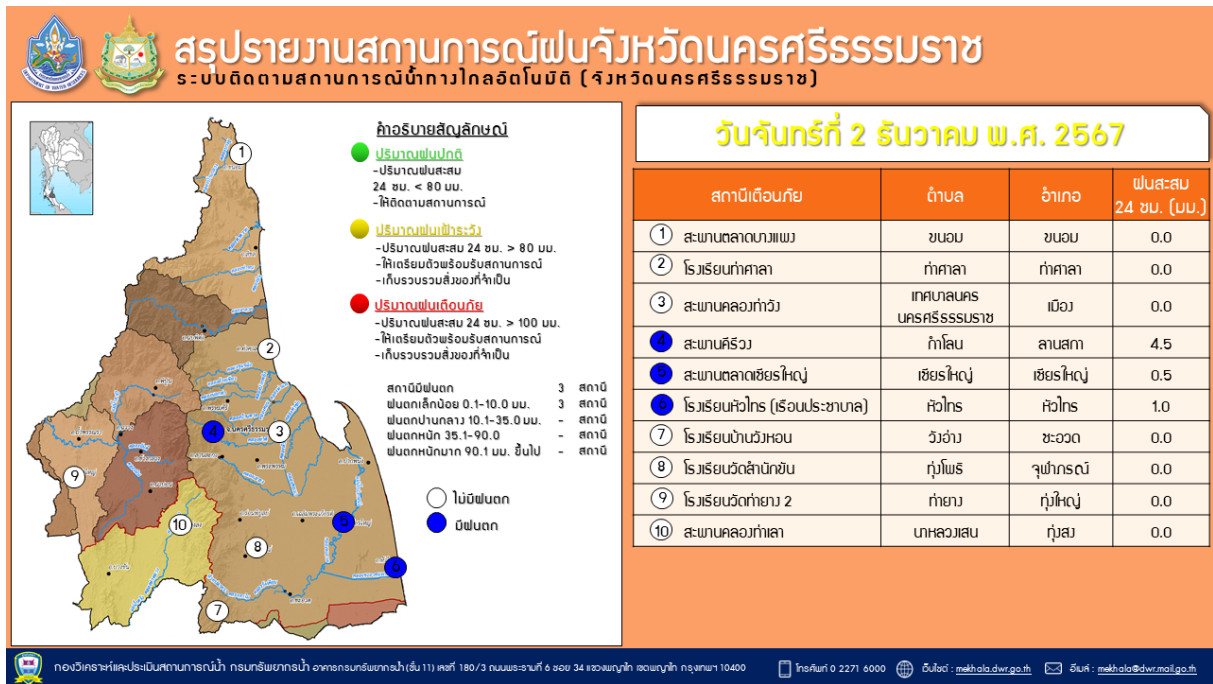 สรุปรายงานสถานการณ์ฝนจังหวัดนครศรีธรรมราช
ระบบติดตามสถานการณ์น้ำทางไกลอัตโนมัติ (จังหวัดนครศรีธรรมราช)
คำอธิบายสัญลักษณ์
ปริมาณฝนปกติ
-ปริมาณฝนสะสม
24 ชม. < 80 มม.
-ให้ติดตามสถานการณ์
ปริมาณฝนเฝ้าระวัง
-ปริมาณฝนสะสม 24 ชม. > 80 มม.
-ให้เตรียมตัวพร้อมรับสถานการณ์
-เก็บรวบรวมสิ่งของที่จำเป็น
ปริมาณฝนเตือนภัย
-ปริมาณฝนสะสม 24 ชม. > 100 มม.
-ให้เตรียมตัวพร้อมรับสถานการณ์
-เก็บรวบรวมสิ่งของที่จำเป็น
สถานีมีฝนตก 3 สถานี
ฝนตกเล็กน้อย 0.1-10.0 มม. 3 สถานี
ฝนตกปานกลาง 10.1-35.0 มม. - สถานี
ฝนตกหนัก 35.1-90.0 - สถานี
ฝนตกหนักมาก 90.1 มม. ขึ้นไป - สถานี
ไม่มีฝนตก
มีฝนตก
1
2
3
4
5
6
7
8
9
10
วันจันทร์ที่ 2 ธันวาคม พ.ศ. 2567
สถานีเตือนภัย ตำบล อำเภอ ฝนสะสม
24 ชม. (มม.)
1 สะพานตลาดบางแพง ขนอม ขนอม 0.0
2 โรงเรียนท่าศาลา ท่าศาลา ท่าศาลา 0.0
3 สะพานคลองท่าวัง เทศบาลนคร
นครศรีธรรมราช เมือง 0.0
4 สะพานคีรีวง กำโลน ลานสกา 4.5
5 สะพานตลาดเชียรใหญ่ เชียรใหญ่ เชียรใหญ่ 0.5
6 โรงเรียนหัวไทร (เรือนประชาบาล) หัวไทร หัวไทร 1.0
7 โรงเรียนบ้านวังหอน วังอ่าง ชะอวด 0.0
8 โรงเรียนวัดสำนักขัน ทุ่งโพธิ จุฬาภรณ์ 0.0
9 โรงเรียนวัดท่ายาง 2 ท่ายาง ทุ่งใหญ่ 0.0
10 สะพานคลองท่าเลา นาหลวงเสน ทุ่งสง 0.0
กองวิเคราะห์และประเมินสถานการณ์น้ำ กรมทรัพยากรน้ำ อาคารกรมทรัพยากรน้ำ (ชั้น 11) เลขที่ 180/3 ถนนพระรามที่ 6 ซอย 34 แขวงพญาไท เขตพญาไท กรุงเทพฯ 10400 โทรศัพท์ 0 2271 6000 เว็บไซต์ : mekhala.dwr.go.th อีเมล์ : mekhala@dwr.mail.go.th